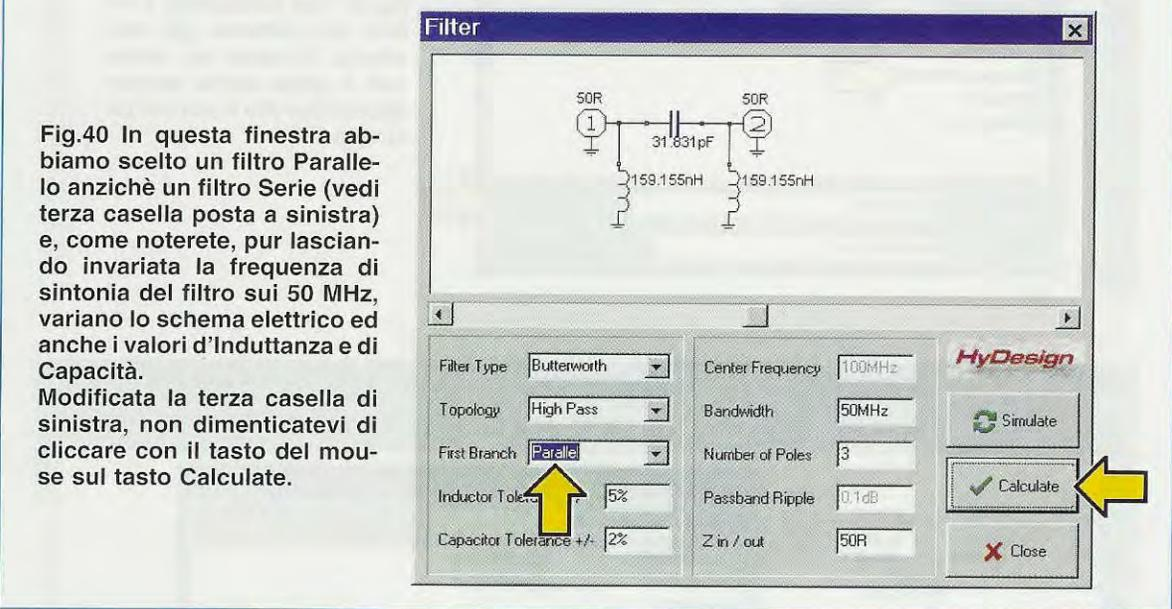 Fig.40 In questa finestra ab-
biamo scelto un filtro Paralle-
lo anzichè un filtro Serie (vedi
terza casella posta a sinistra)
e, come noterete, pur lascian-
do invariata la frequenza di
sintonia del filtro sui 50 MHz,
variano lo schema elettrico ed
anche i valori d'Induttanza e di
Capacità.
Modificata la terza casella di
sinistra, non dimenticatevi di
cliccare con il tasto del mou-
se sul tasto Calculate.
Filter
50R 50R
1 2
31.831pF
159.155nH 159.155nH
Filter Type Butterworth
Topology High Pass
First Branch Parallel
Inductor +/- 5%
Capacitor Tolerance +/- 2%
Center Frequency 100MHz
Bandwidth 50MHz
Number of Poles 3
Passband Ripple 0.1dB
Z in / out 50R
HyDesign
Simulate
Calculate
Close